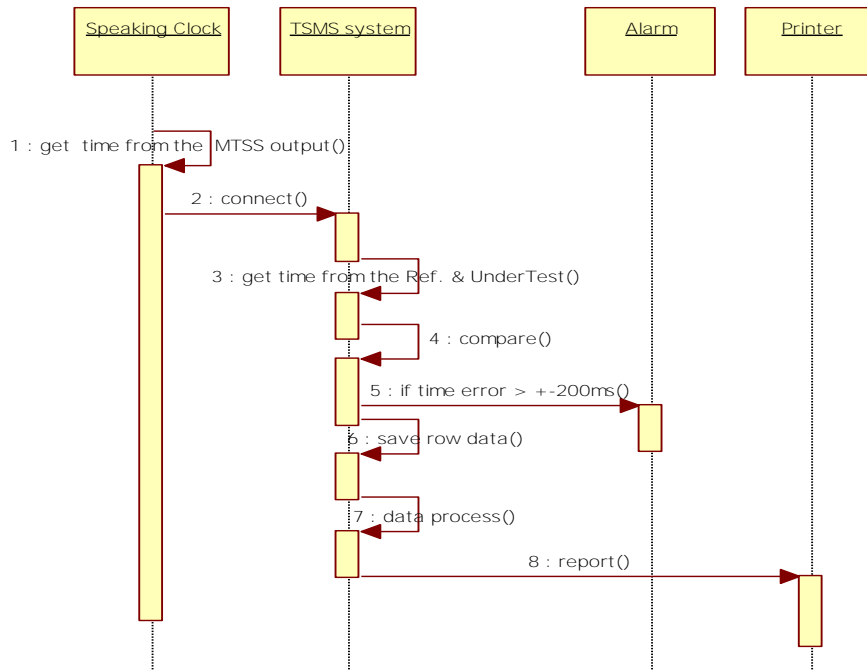 Speaking Clock
TSMS system
Alarm
Printer
1 : get time from the MTSS output()
2 : connect()
3 : get time from the Ref. & UnderTest()
4 : compare()
5 : if time error > +-200ms()
6 : save row data()
7 : data process()
8 : report()